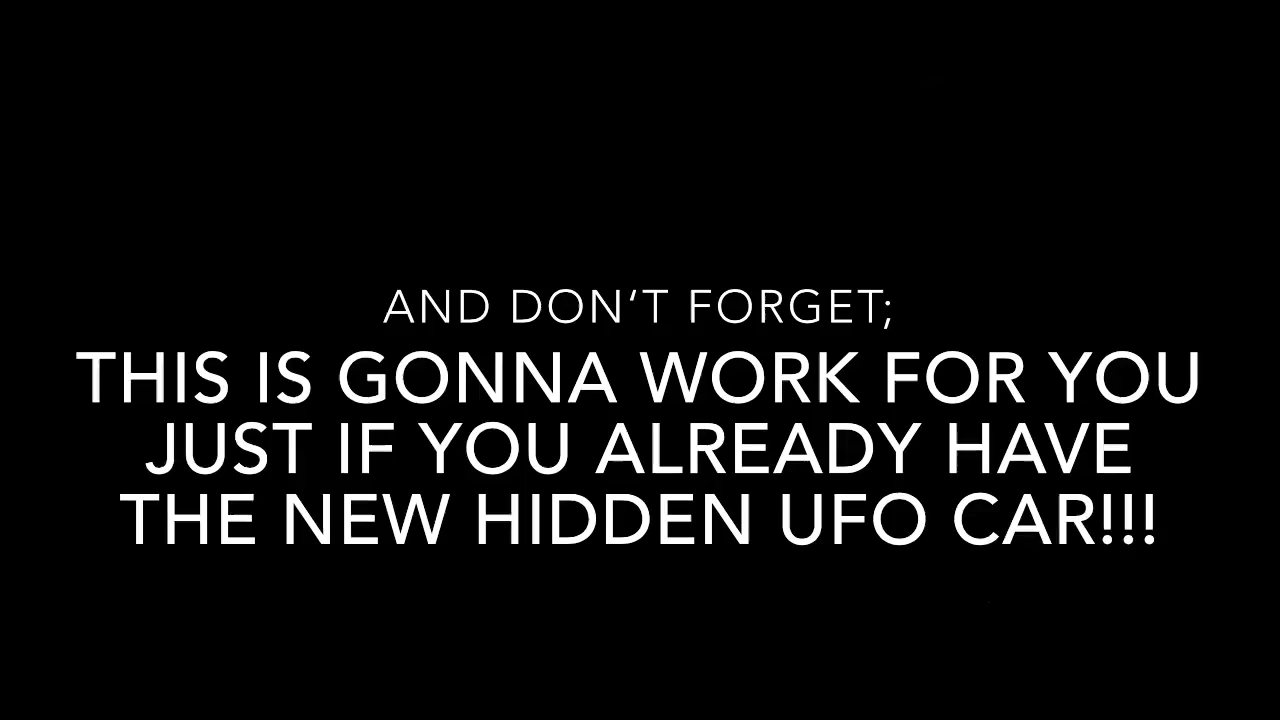 AND DON‘T FORGET;
THIS IS GONNA WORK FOR YOU
JUST IF YOU ALREADY HAVE
THE NEW HIDDEN UFO CAR!!!